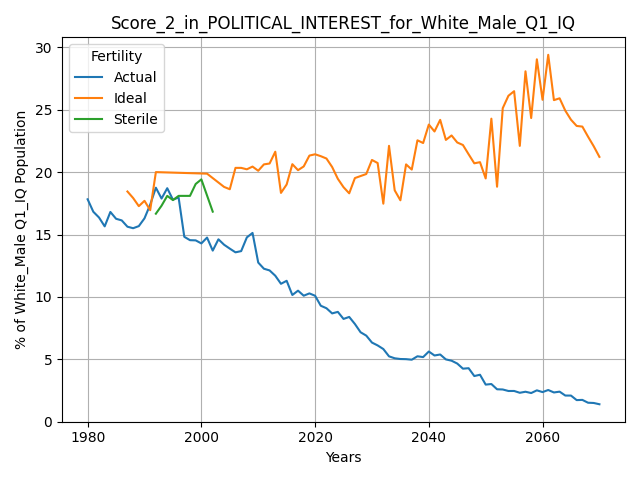 Score_2_in_POLITICAL_INTEREST_for_White_Male_Q1_IQ
Fertility
Actual
Ideal
Sterile
% of White_Male Q1_IQ Population
30
25
20
15
10
5
0
1980
2000
2020
2040
2060
Years